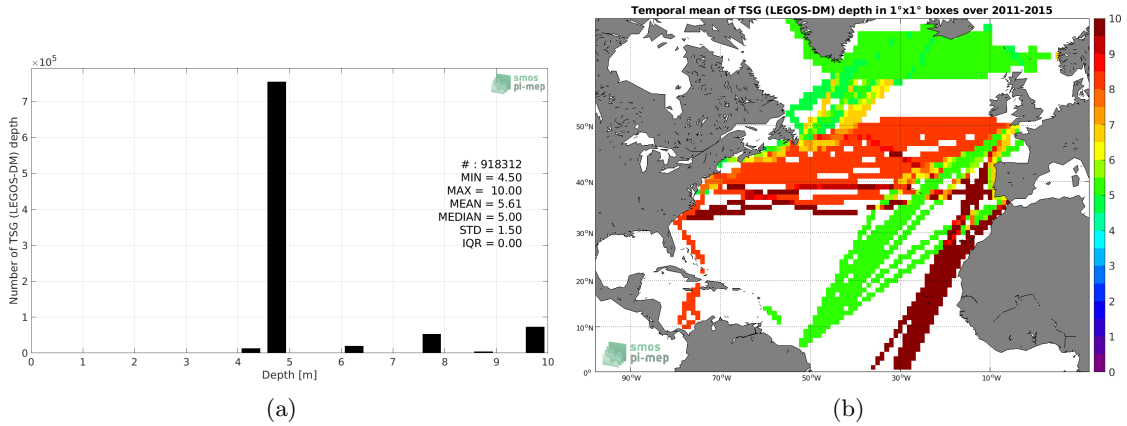 Temporal mean of TSG (LEGOS-DM) depth in 1°x1° boxes over 2011-2015
×10⁵
Number of TSG (LEGOS-DM) depth
7
6
5
4
3
2
1
0
smos
pi-mep
# : 918312
MIN = 4.50
MAX = 10.00
MEAN = 5.61
MEDIAN = 5.00
STD = 1.50
IQR = 0.00
0 1 2 3 4 5 6 7 8 9 10
Depth [m]
(a)
50°N
40°N
30°N
20°N
10°N
0°
90°W 70°W 50°W 30°W 10°W
smos
pi-mep
10
9
8
7
6
5
4
3
2
1
0
(b)